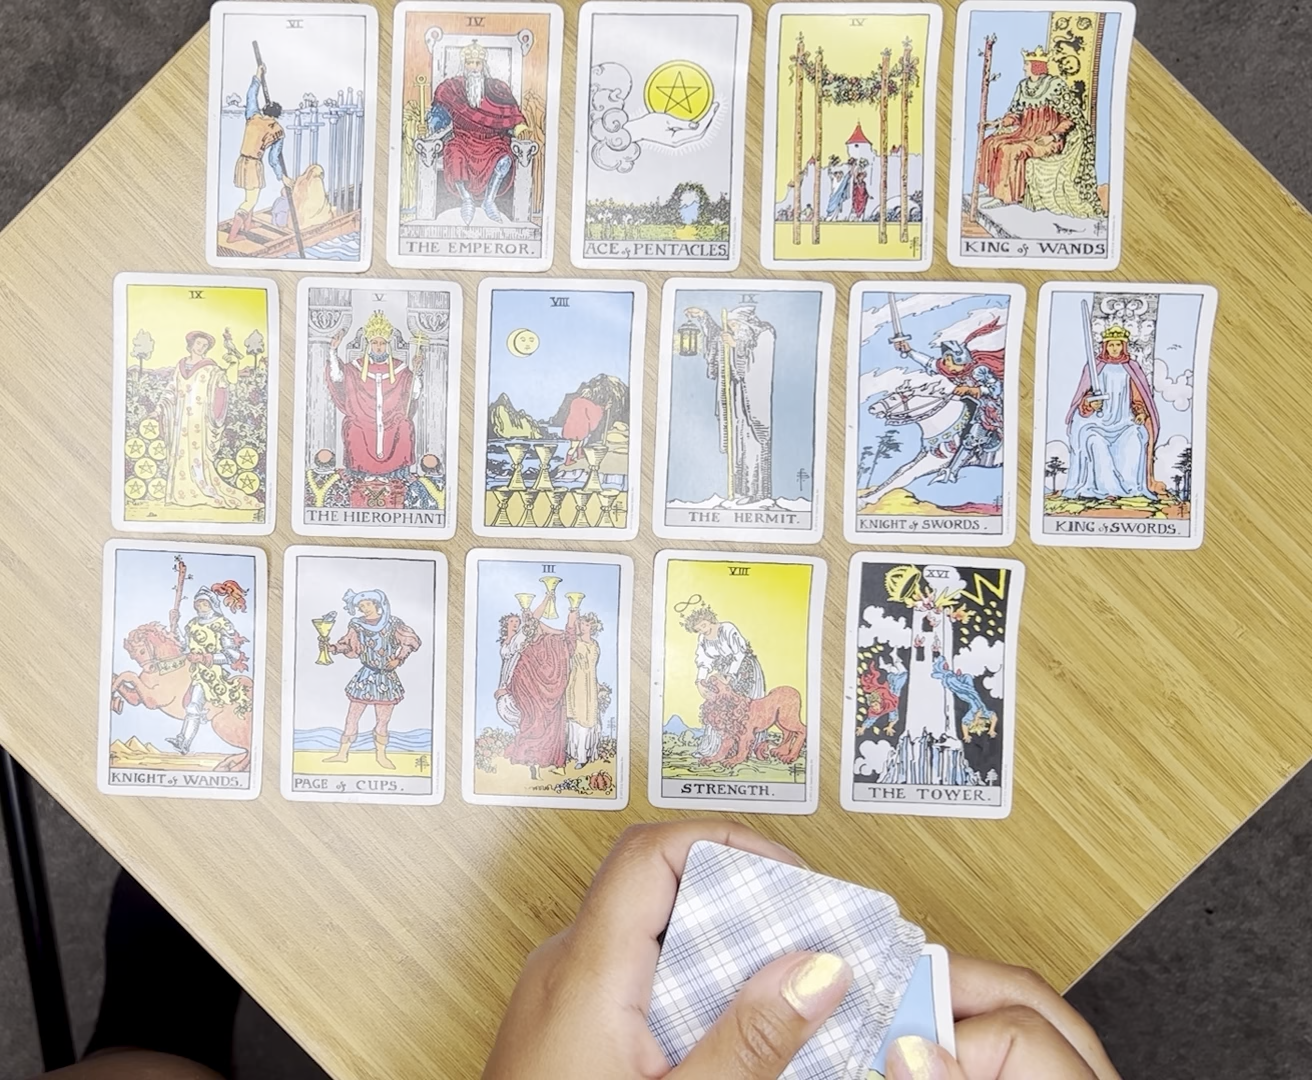 VI
IV
THE EMPEROR.
ACE of PENTACLES.
IV
KING of WANDS
IX
V
THE HIEROPHANT
VIII
IX
THE HERMIT.
KNIGHT of SWORDS.
KING of SWORDS.
KNIGHT of WANDS.
PAGE of CUPS.
III
VIII
STRENGTH.
XVI
THE TOWER.